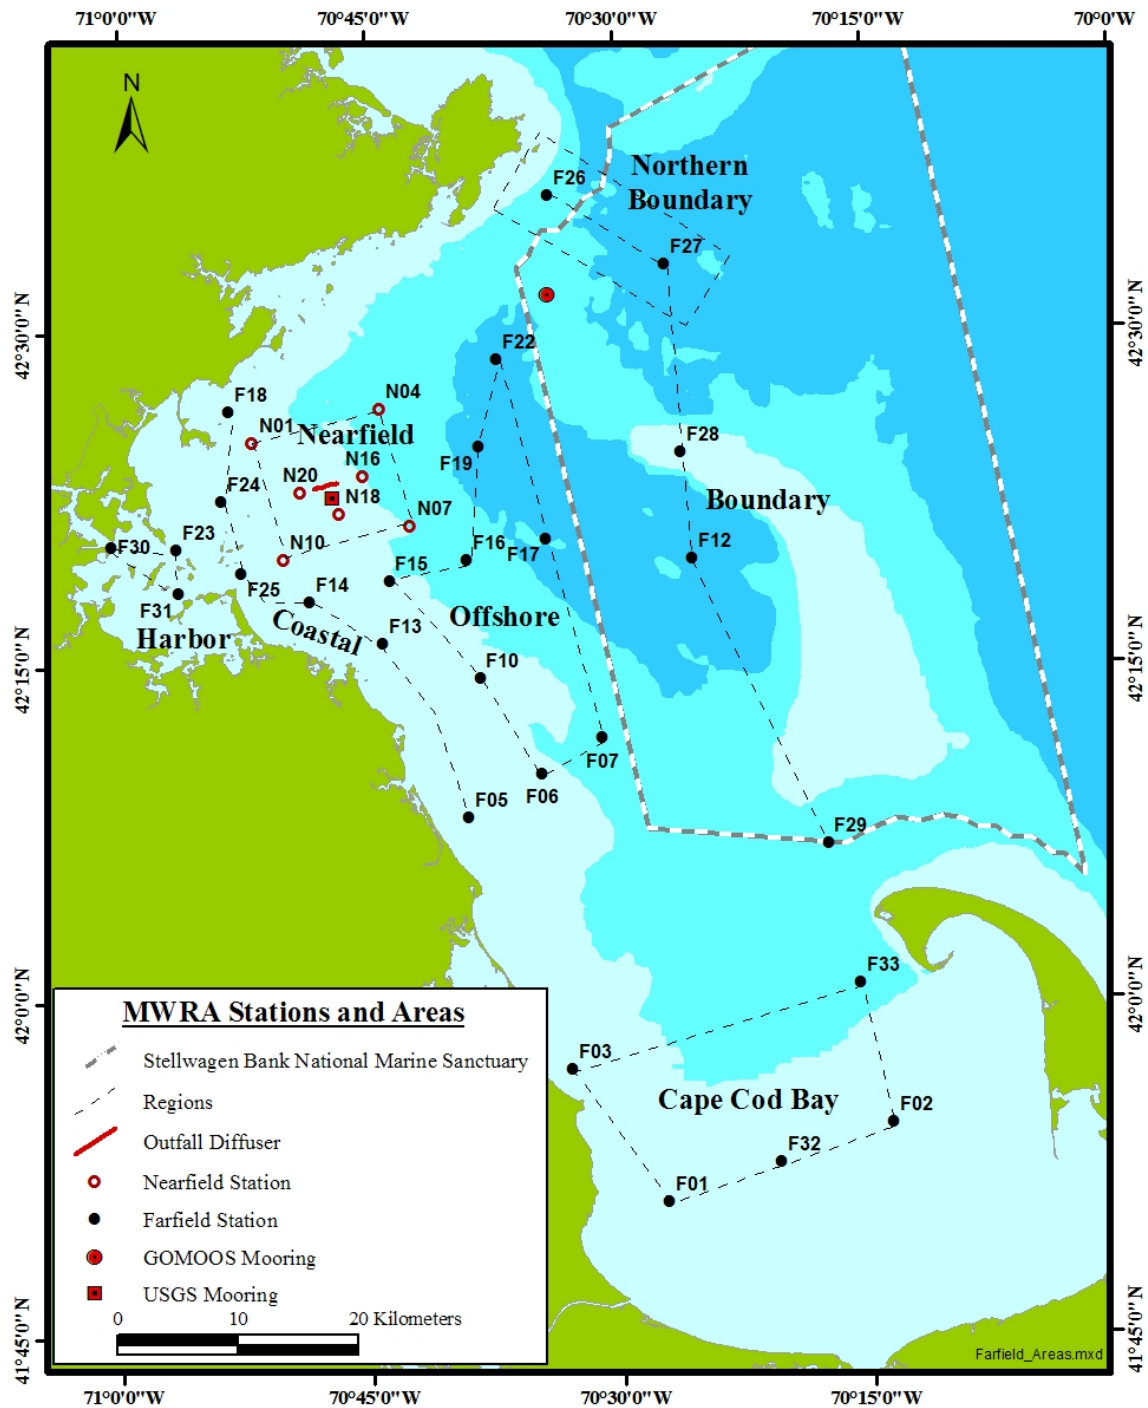 71°0'0"W 70°45'0"W 70°30'0"W 70°15'0"W 70°0'W
N
Northern
Boundary
F26
F27
42°30'0"N
42°30'0"N
F22
F18
N04
N01
Nearfield
F28
F19
N16
N20
Boundary
F24
N18
N07
F23
F30
N10
F16
F17
F12
F15
F25
F14
F31
Offshore
Harbor
Coastal
F13
42°15'0"N
42°15'0"N
F10
F07
F06
F05
F29
F33
42°0'0"N
42°0'0"N
F03
Cape Cod Bay
F02
F32
F01
MWRA Stations and Areas
Stellwagen Bank National Marine Sanctuary
Regions
Outfall Diffuser
Nearfield Station
Farfield Station
GOMOOS Mooring
USGS Mooring
0 10 20 Kilometers
41°45'0"N
41°45'0"N
Farfield_Areas.mxd
71°0'0"W 70°45'0"W 70°30'0"W 70°15'0"W